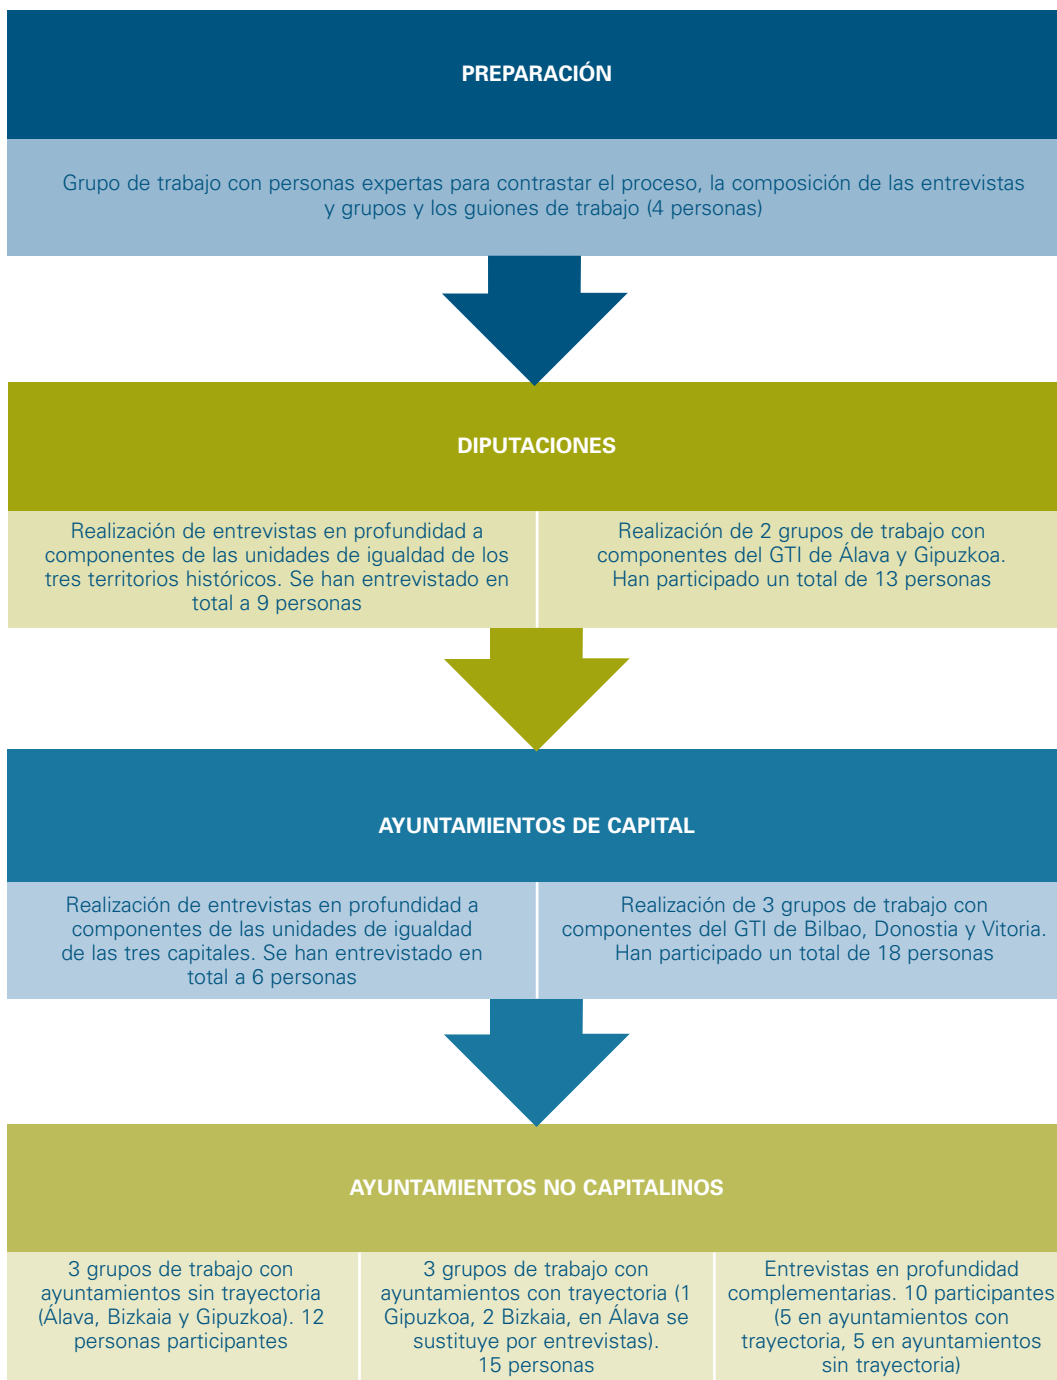 PREPARACIÓN
Grupo de trabajo con personas expertas para contrastar el proceso, la composición de las entrevistas
y grupos y los guiones de trabajo (4 personas)
DIPUTACIONES
Realización de entrevistas en profundidad a
componentes de las unidades de igualdad de los
tres territorios históricos. Se han entrevistado en
total a 9 personas
Realización de 2 grupos de trabajo con
componentes del GTI de Álava y Gipuzkoa.
Han participado un total de 13 personas
AYUNTAMIENTOS DE CAPITAL
Realización de entrevistas en profundidad a
componentes de las unidades de igualdad
de las tres capitales. Se han entrevistado en
total a 6 personas
Realización de 3 grupos de trabajo con
componentes del GTI de Bilbao, Donostia y Vitoria.
Han participado un total de 18 personas
AYUNTAMIENTOS NO CAPITALINOS
3 grupos de trabajo con
ayuntamientos sin trayectoria
(Álava, Bizkaia y Gipuzkoa). 12
personas participantes
3 grupos de trabajo con
ayuntamientos con trayectoria (1
Gipuzkoa, 2 Bizkaia, en Álava se
sustituye por entrevistas).
15 personas
Entrevistas en profundidad
complementarias. 10 participantes
(5 en ayuntamientos con
trayectoria, 5 en ayuntamientos
sin trayectoria)